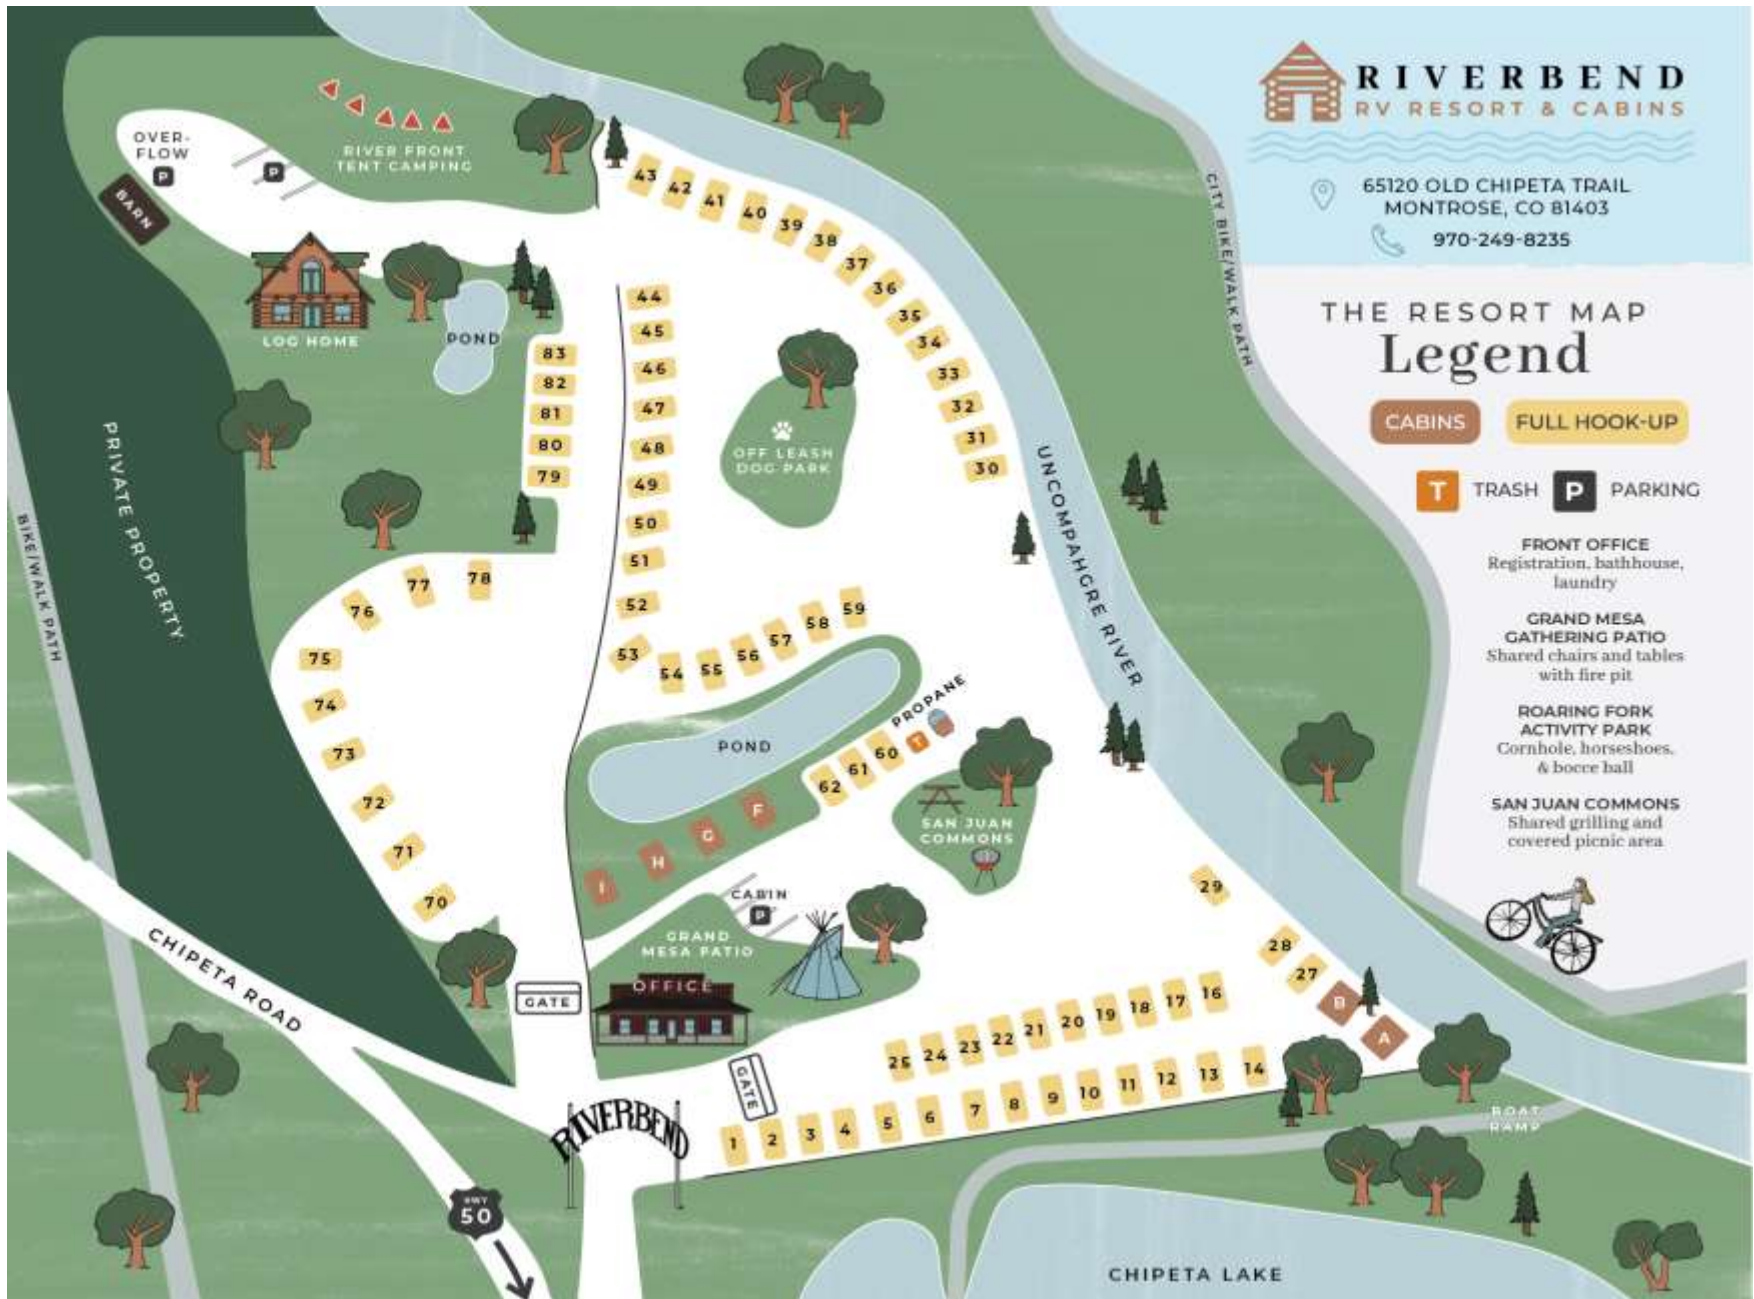 RIVERBEND
RV RESORT & CABINS
65120 OLD CHIPETA TRAIL
MONTROSE, CO 81403
970-249-8235
THE RESORT MAP
Legend
CABINS
FULL HOOK-UP
T TRASH
P PARKING
FRONT OFFICE
Registration, bathhouse,
laundry
GRAND MESA
GATHERING PATIO
Shared chairs and tables
with fire pit
ROARING FORK
ACTIVITY PARK
Cornhole, horseshoes,
& bocce ball
SAN JUAN COMMONS
Shared grilling and
covered picnic area
OVER-
FLOW
P
BARN
P
RIVER FRONT
TENT CAMPING
LOG HOME
POND
PRIVATE PROPERTY
BIKE/WALK PATH
CITY BIKE/WALK PATH
UNCOMPAHGRE RIVER
43
42
41
40
39
38
37
36
35
34
33
32
31
30
44
45
46
47
48
49
50
51
52
53
54
55
56
57
58
59
83
82
81
80
79
78
77
76
75
74
73
72
71
70
OFF LEASH
DOG PARK
POND
PROPANE
T
60
61
62
F
G
H
I
SAN JUAN
COMMONS
CABIN
P
GRAND
MESA PATIO
OFFICE
GATE
GATE
29
28
27
B
A
25
24
23
22
21
20
19
18
17
16
1
2
3
4
5
6
7
8
9
10
11
12
13
14
RIVERBEND
CHIPETA ROAD
HWY
50
BOAT
RAMP
CHIPETA LAKE